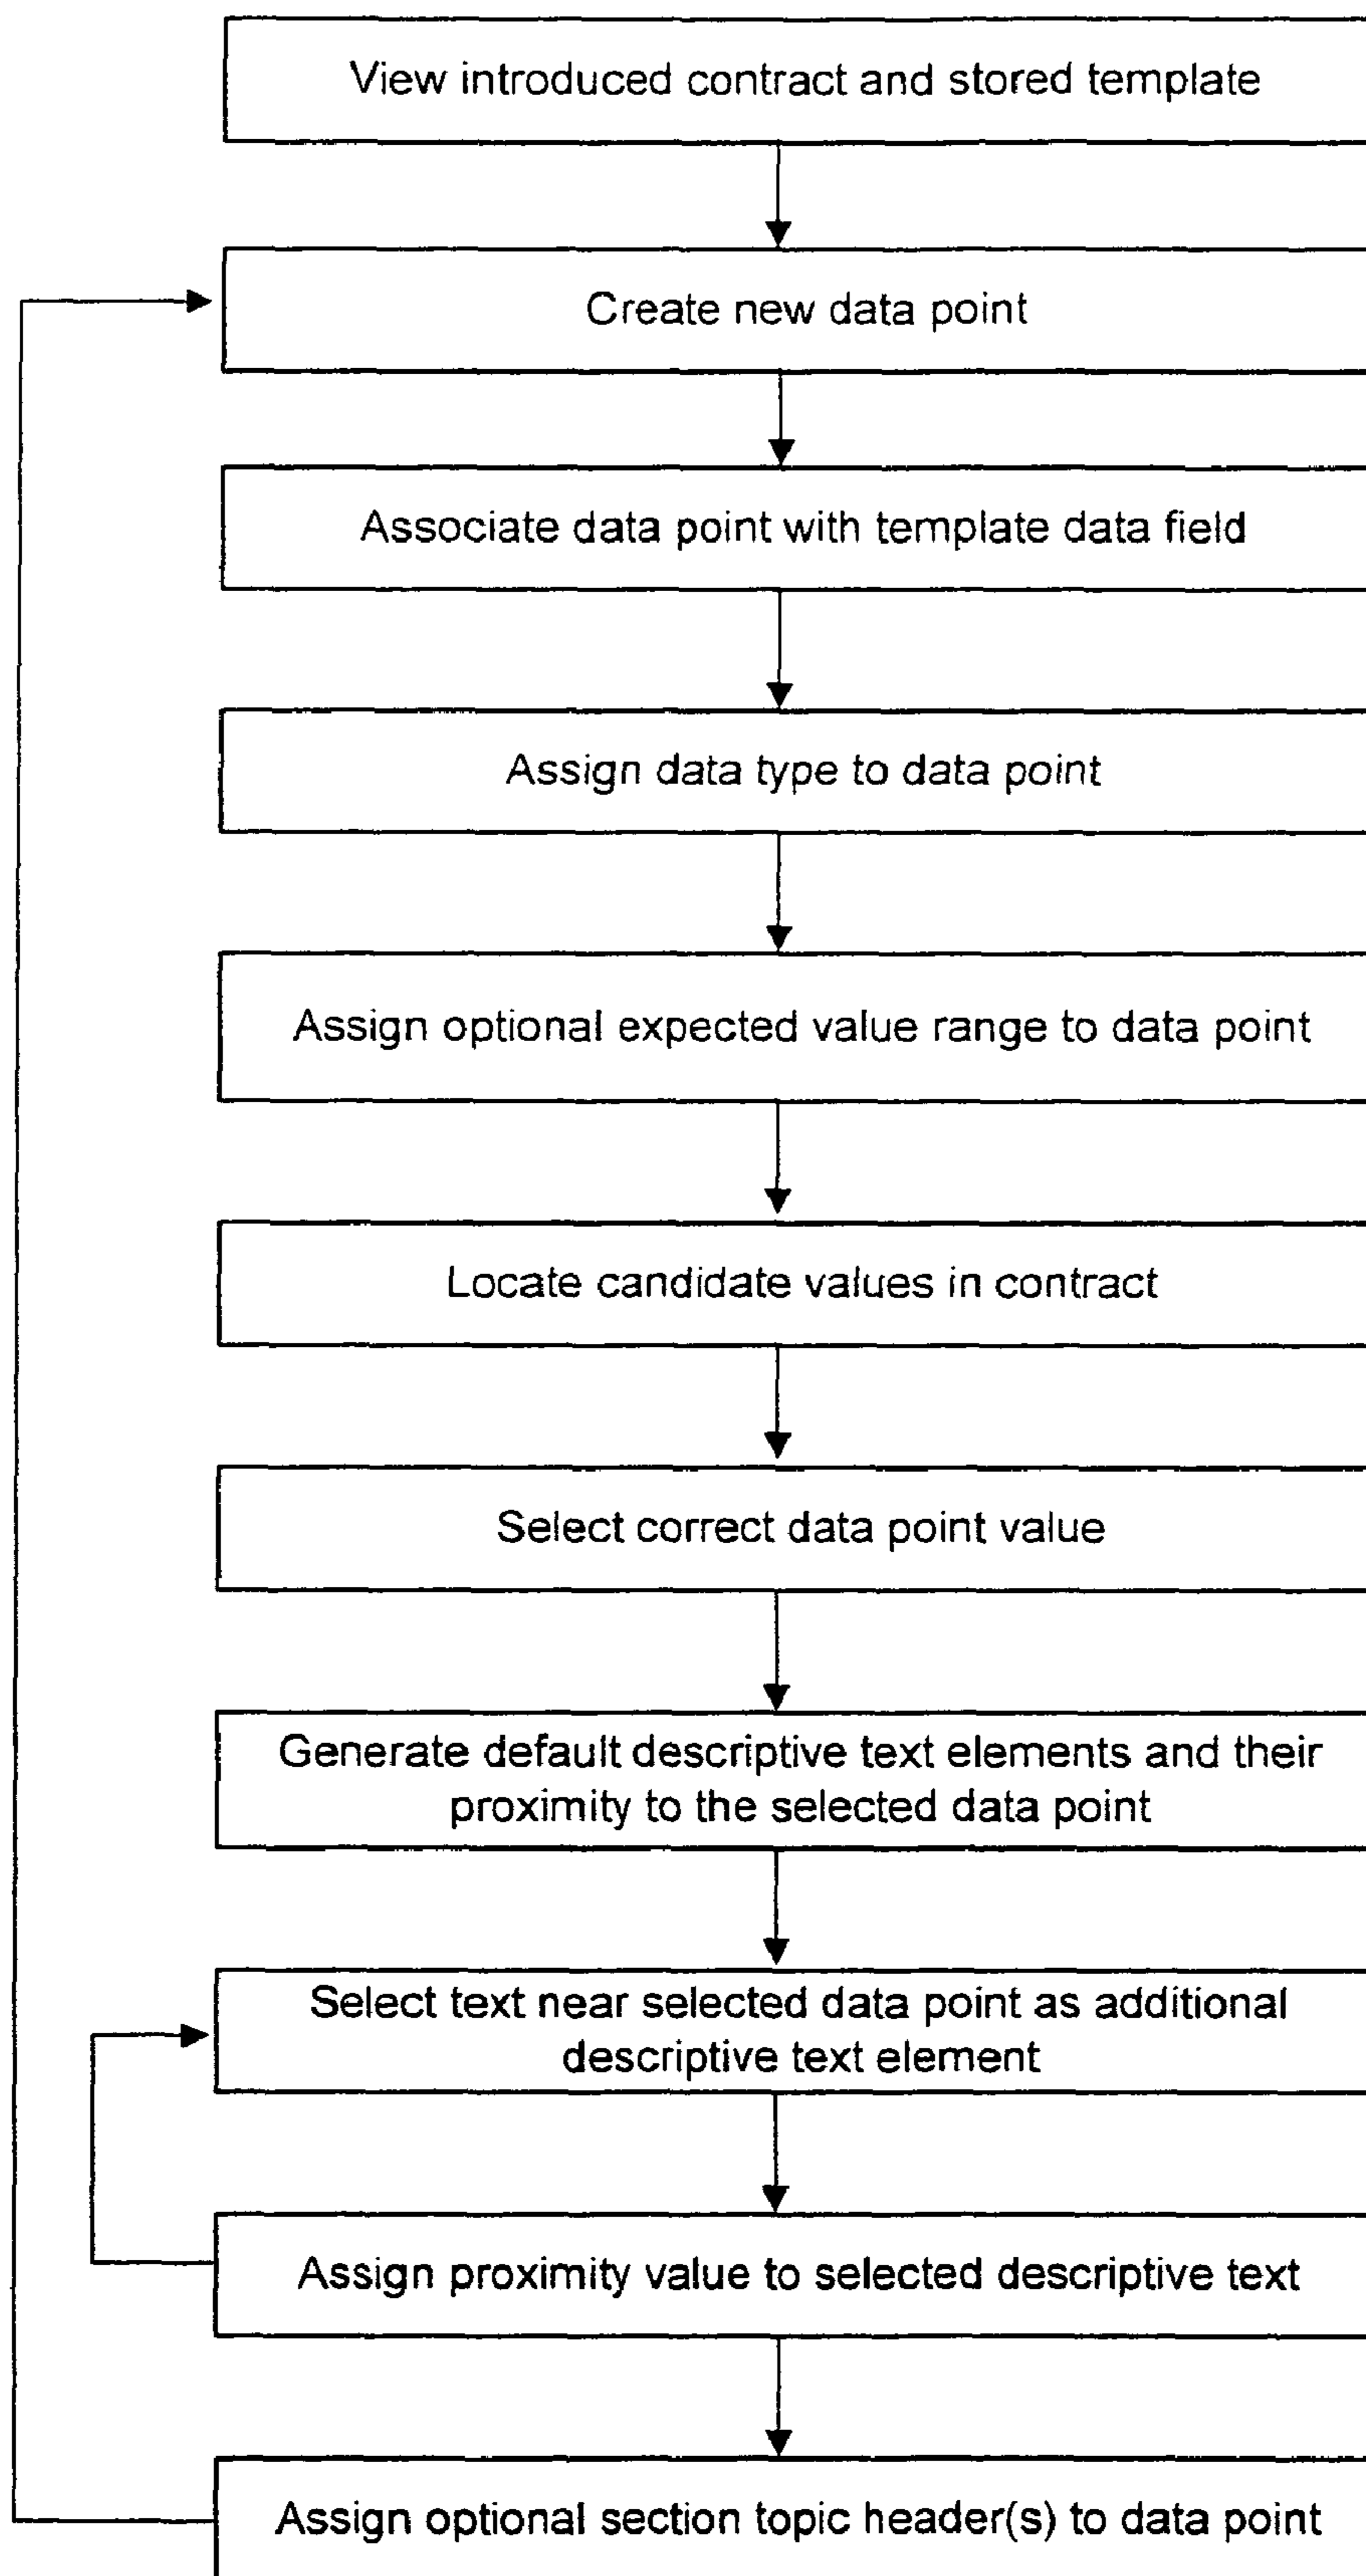 View introduced contract and stored template
Create new data point
Associate data point with template data field
Assign data type to data point
Assign optional expected value range to data point
Locate candidate values in contract
Select correct data point value
Generate default descriptive text elements and their
proximity to the selected data point
Select text near selected data point as additional
descriptive text element
Assign proximity value to selected descriptive text
Assign optional section topic header(s) to data point